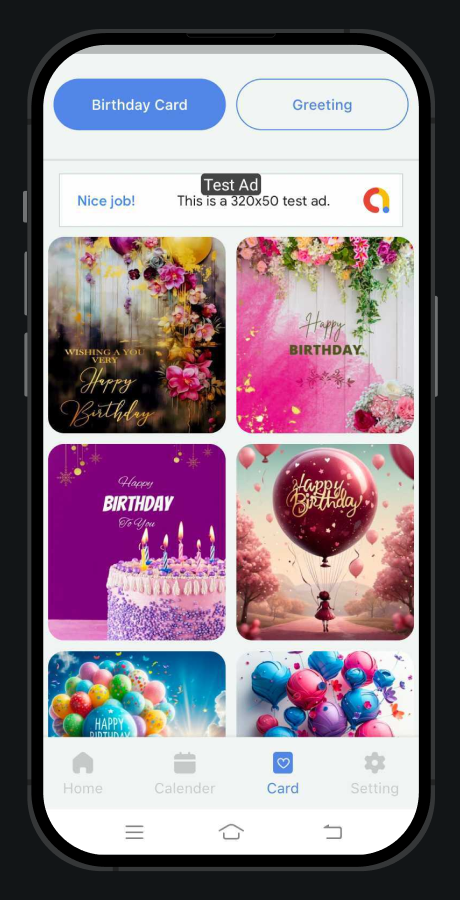 Birthday Card
Greeting
Test Ad
Nice job!
This is a 320x50 test ad.
WISHING A YOU
VERY
Happy
Birthday
Happy
BIRTHDAY
Happy
BIRTHDAY
To You
Happy
Birthday
HAPPY
BIRTHDAY
Home
Calender
Card
Setting